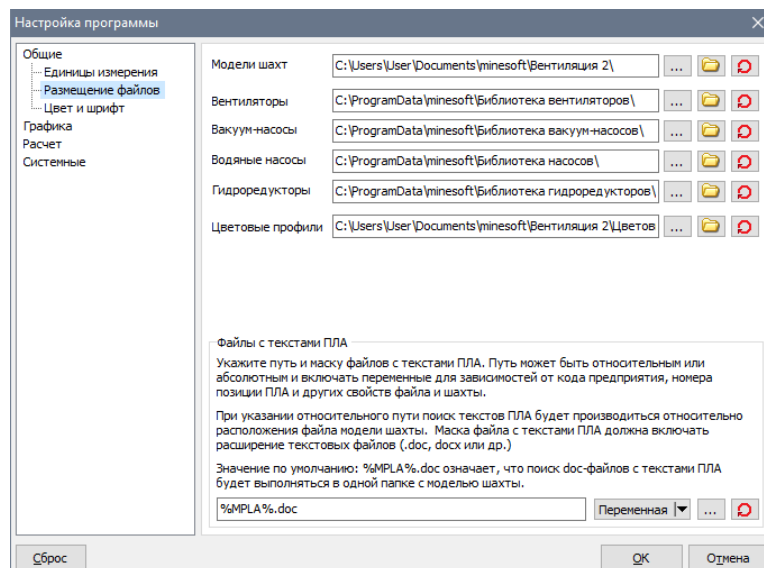 Настройка программы
Общие
Единицы измерения
Размещение файлов
Цвет и шрифт
Графика
Расчет
Системные
Модели шахт C:\Users\User\Documents\minesoft\Вентиляция 2\ ...
Вентиляторы C:\ProgramData\minesoft\Библиотека вентиляторов\ ...
Вакуум-насосы C:\ProgramData\minesoft\Библиотека вакуум-насосов\ ...
Водяные насосы C:\ProgramData\minesoft\Библиотека насосов\ ...
Гидроредукторы C:\ProgramData\minesoft\Библиотека гидроредукторов\ ...
Цветовые профили C:\Users\User\Documents\minesoft\Вентиляция 2\Цветов ...
Файлы с текстами ПЛА
Укажите путь и маску файлов с текстами ПЛА. Путь может быть относительным или
абсолютным и включать переменные для зависимостей от кода предприятия, номера
позиции ПЛА и других свойств файла и шахты.
При указании относительного пути поиск текстов ПЛА будет производиться относительно
расположения файла модели шахты. Маска файла с текстами ПЛА должна включать
расширение текстовых файлов (.doc, docx или др.)
Значение по умолчанию: %MPLA%.doc означает, что поиск doc-файлов с текстами ПЛА
будет выполняться в одной папке с моделью шахты.
%MPLA%.doc Переменная ...
Сброс OK Отмена